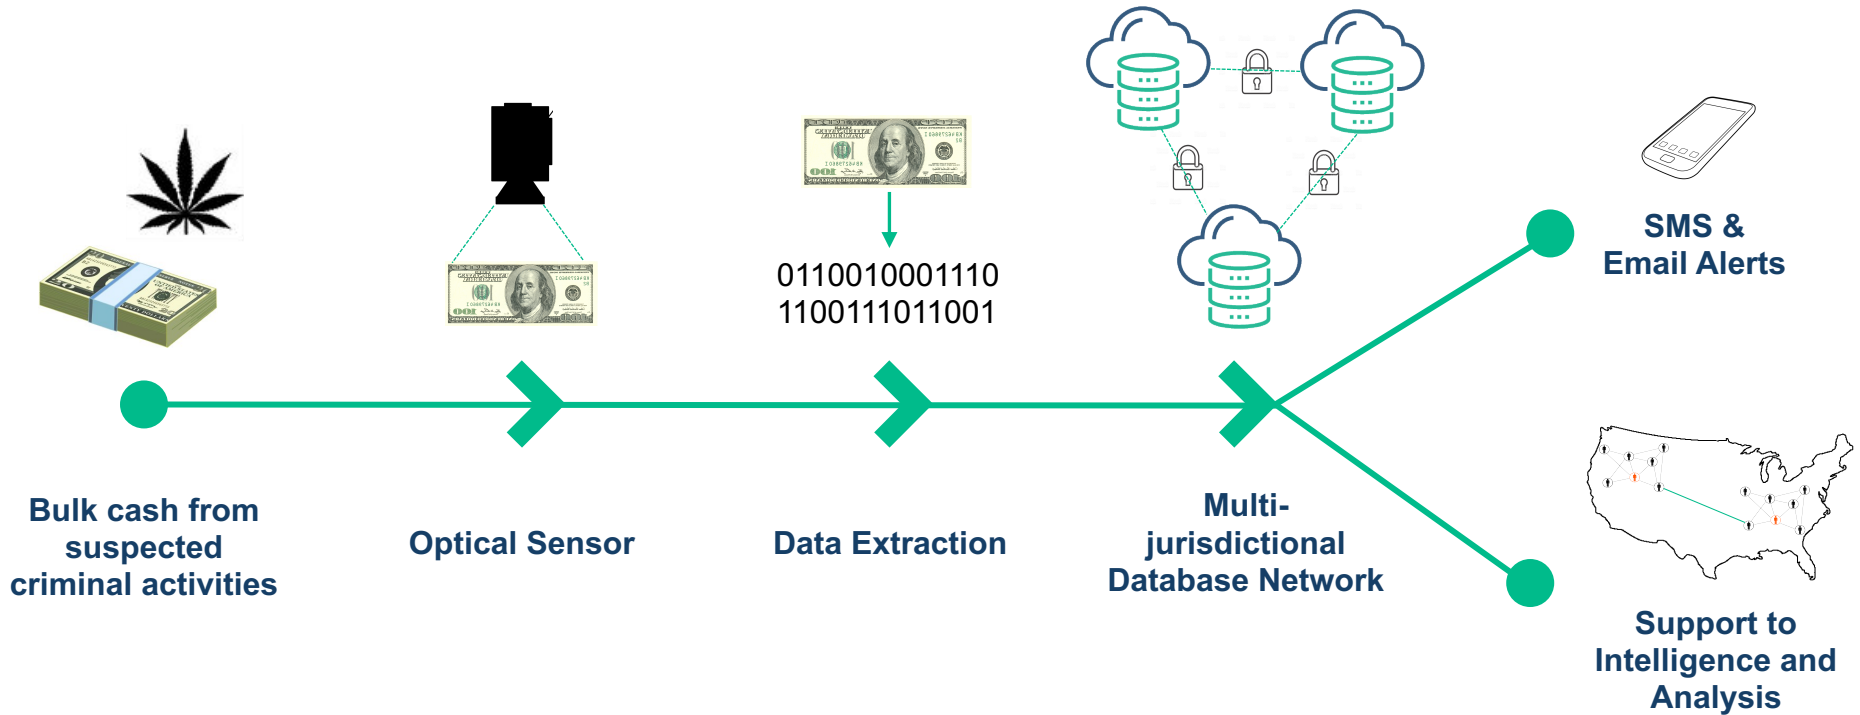 0110010001110
1100111011001
SMS &
Email Alerts
Bulk cash from
suspected
criminal activities
Optical Sensor
Data Extraction
Multi-
jurisdictional
Database Network
Support to
Intelligence and
Analysis